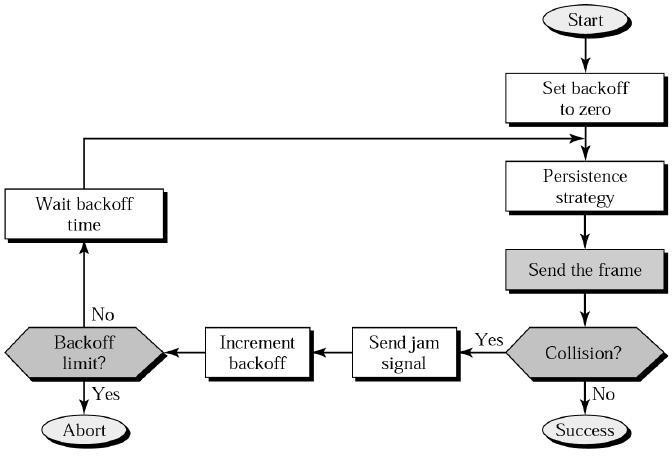 Start
Set backoff
to zero
Persistence
strategy
Wait backoff
time
Send the frame
No
Backoff
limit?
Increment
backoff
Send jam
signal
Yes
Collision?
Yes
No
Abort
Success